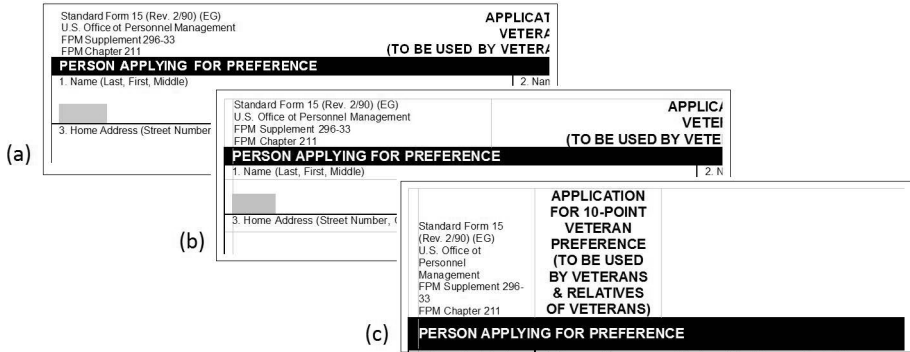 Standard Form 15 (Rev. 2/90) (EG)
U.S. Office ot Personnel Management
FPM Supplement 296-33
FPM Chapter 211
APPLICAT
VETERA
(TO BE USED BY VETERA
PERSON APPLYING FOR PREFERENCE
1. Name (Last, First, Middle)
2. Nan
3. Home Address (Street Number
(a)
Standard Form 15 (Rev. 2/90) (EG)
U.S. Office ot Personnel Management
FPM Supplement 296-33
FPM Chapter 211
APPLICA
VETE
(TO BE USED BY VETE
PERSON APPLYING FOR PREFERENCE
1. Name (Last, First, Middle)
2. N
3. Home Address (Street Number,
(b)
Standard Form 15
(Rev. 2/90) (EG)
U.S. Office ot
Personnel
Management
FPM Supplement 296-
33
FPM Chapter 211
APPLICATION
FOR 10-POINT
VETERAN
PREFERENCE
(TO BE USED
BY VETERANS
& RELATIVES
OF VETERANS)
PERSON APPLYING FOR PREFERENCE
(c)